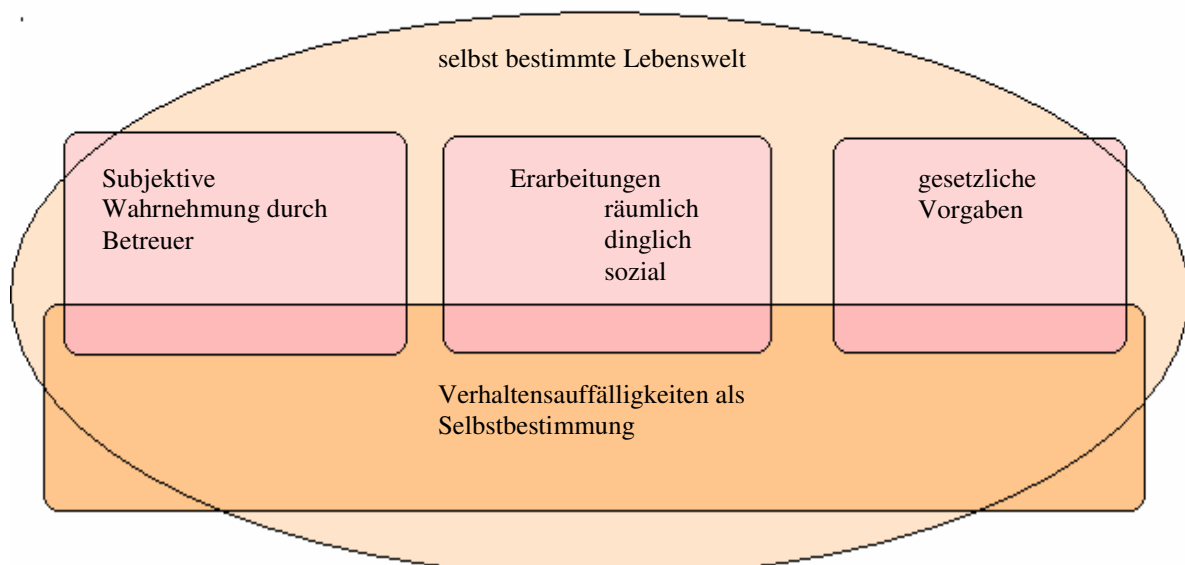 selbst bestimmte Lebenswelt
Subjektive
Wahrnehmung durch
Betreuer
Erarbeitungen
räumlich
dinglich
sozial
gesetzliche
Vorgaben
Verhaltensauffälligkeiten als
Selbstbestimmung